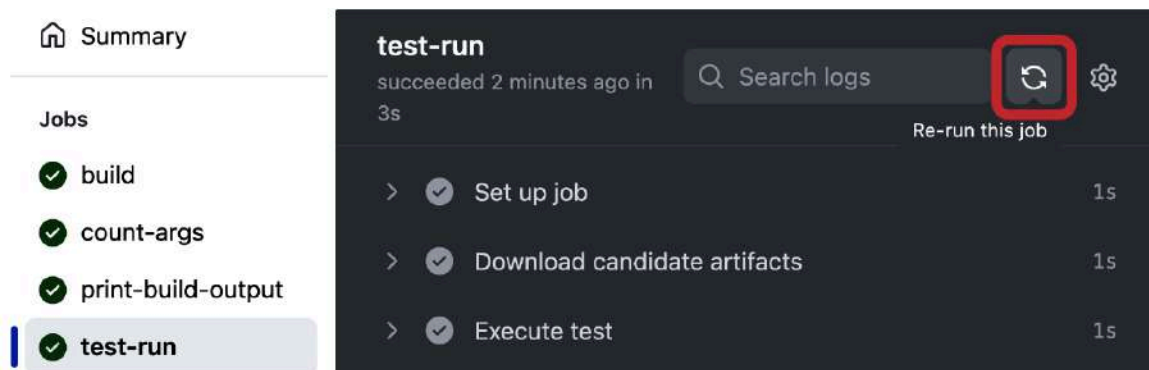 Summary
Jobs
build
count-args
print-build-output
test-run
test-run
succeeded 2 minutes ago in
3s
Search logs
Re-run this job
Set up job 1s
Download candidate artifacts 1s
Execute test 1s